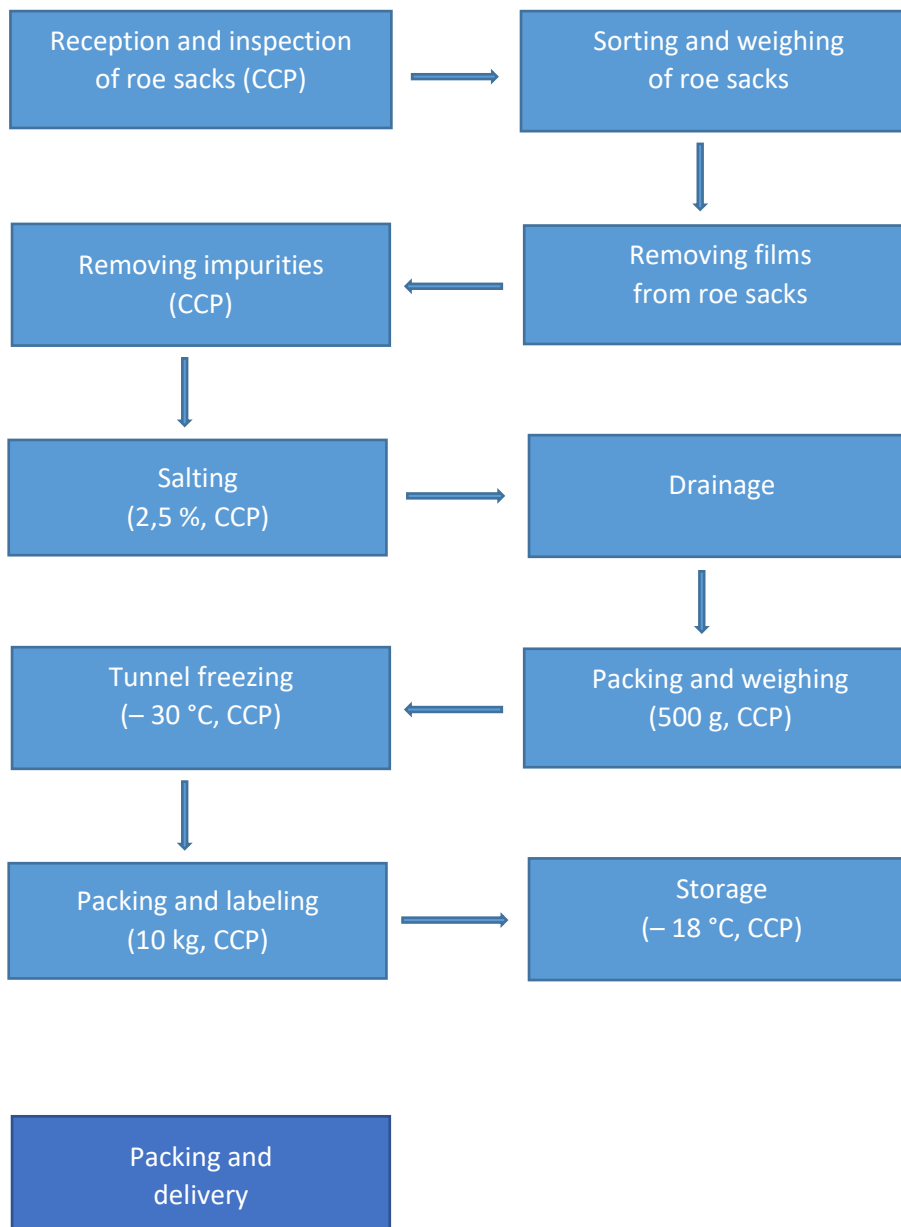 Reception and inspection
of roe sacks (CCP)
Sorting and weighing
of roe sacks
Removing films
from roe sacks
Removing impurities
(CCP)
Salting
(2,5 %, CCP)
Drainage
Packing and weighing
(500 g, CCP)
Tunnel freezing
(– 30 °C, CCP)
Packing and labeling
(10 kg, CCP)
Storage
(– 18 °C, CCP)
Packing and
delivery